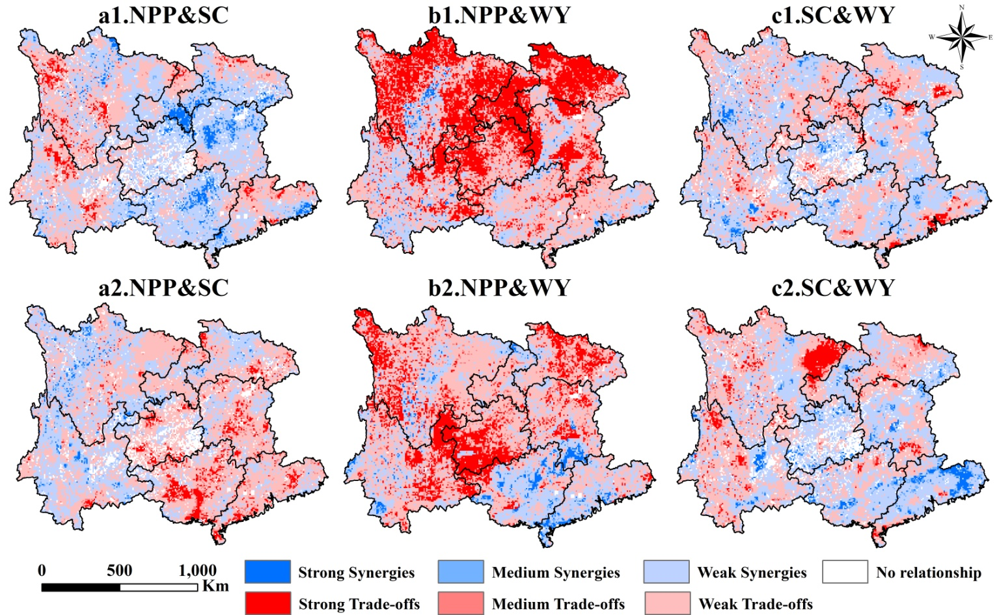 a1.NPP&SC
b1.NPP&WY
c1.SC&WY
N
W
E
S
a2.NPP&SC
b2.NPP&WY
c2.SC&WY
0 500 1,000
Km
Strong Synergies
Medium Synergies
Weak Synergies
No relationship
Strong Trade-offs
Medium Trade-offs
Weak Trade-offs